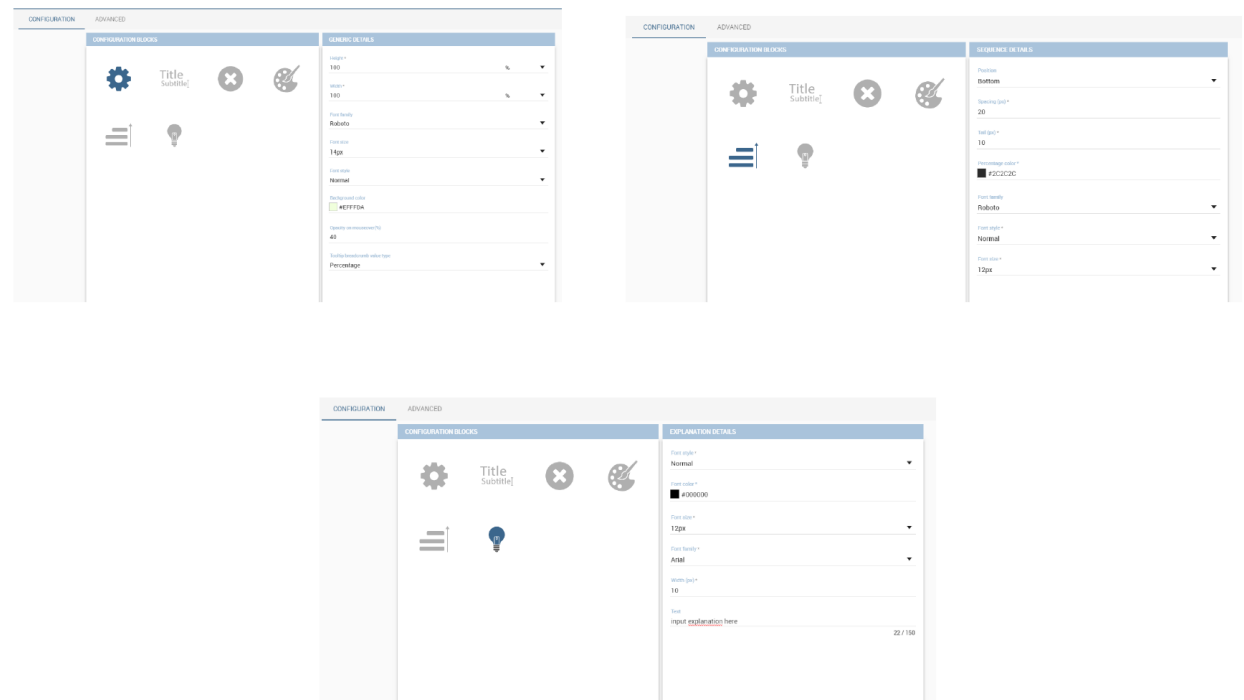 CONFIGURATION ADVANCED
CONFIGURATION BLOCKS
Title
Subtitle
GENERIC DETAILS
Height *
100 %
Width *
100 %
Font family
Roboto
Font size
14px
Font style
Normal
Background color
#EFFFDA
Opacity on mouseover(%)
40
Tooltip/breadcrumb value type
Percentage
CONFIGURATION ADVANCED
CONFIGURATION BLOCKS
Title
Subtitle
SEQUENCE DETAILS
Position
Bottom
Spacing (px) *
20
Tail (px) *
10
Percentage color *
#2C2C2C
Font family
Roboto
Font style *
Normal
Font size *
12px
CONFIGURATION ADVANCED
CONFIGURATION BLOCKS
Title
Subtitle
EXPLANATION DETAILS
Font style *
Normal
Font color *
#000000
Font size *
12px
Font family *
Arial
Width (px) *
10
Text
input explanation here
22 / 150